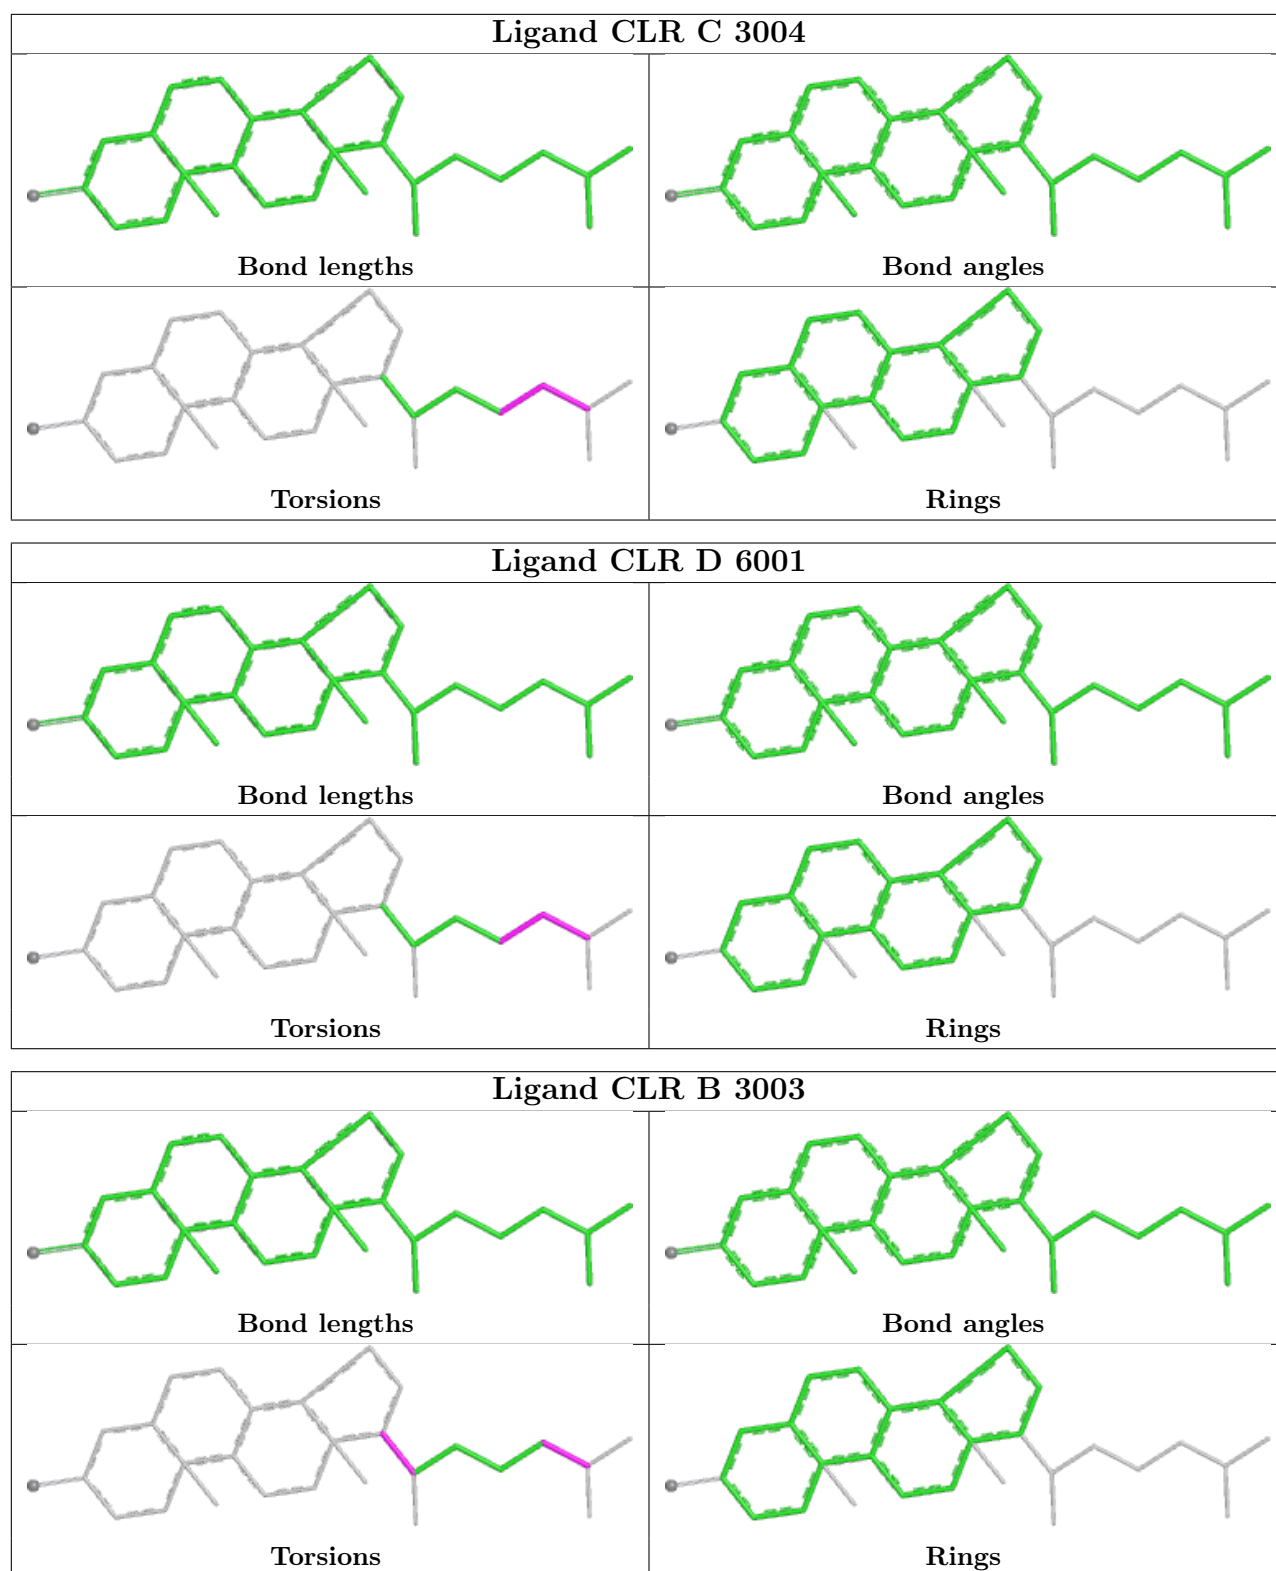 Ligand CLR C 3004
Bond lengths
Bond angles
Torsions
Rings
Ligand CLR D 6001
Bond lengths
Bond angles
Torsions
Rings
Ligand CLR B 3003
Bond lengths
Bond angles
Torsions
Rings